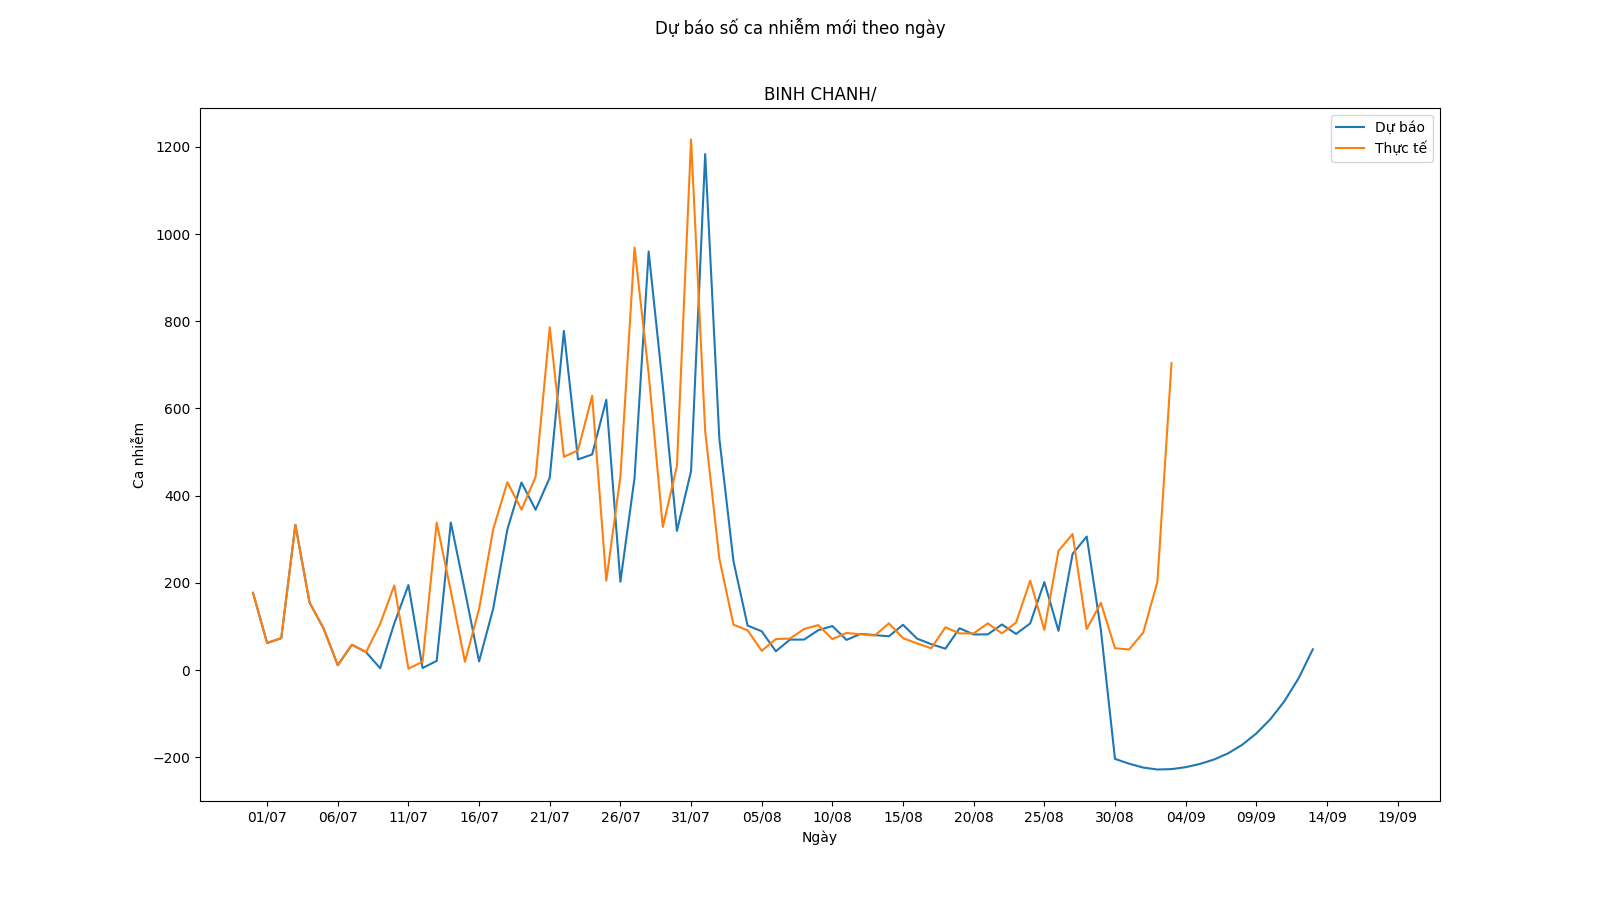 Dự báo số ca nhiễm mới theo ngày
BINH CHANH/
Dự báo
Thực tế
Ca nhiễm
1200
1000
800
600
400
200
0
−200
01/07 06/07 11/07 16/07 21/07 26/07 31/07 05/08 10/08 15/08 20/08 25/08 30/08 04/09 09/09 14/09 19/09
Ngày